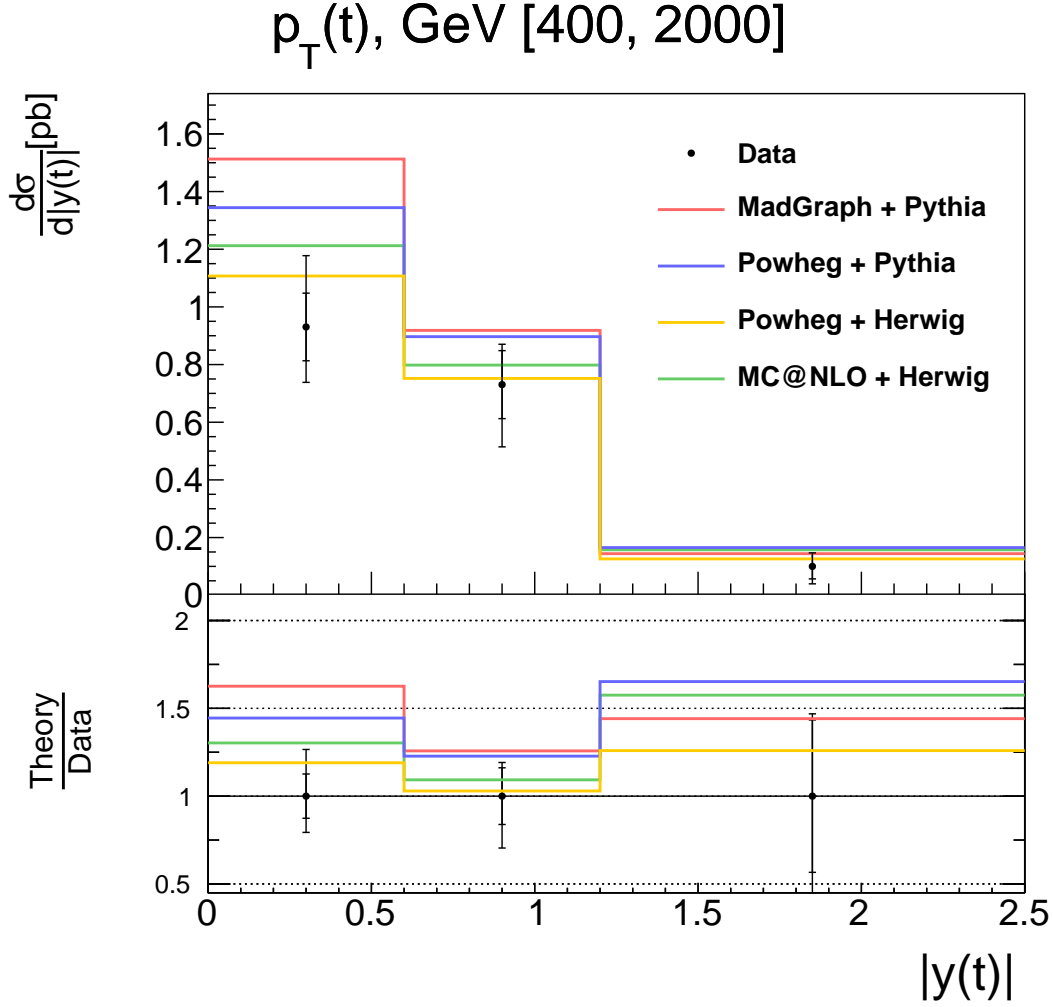 p_T(t), GeV [400, 2000]
dσ/d|y(t)| [pb]
1.6
1.4
1.2
1
0.8
0.6
0.4
0.2
0
Data
MadGraph + Pythia
Powheg + Pythia
Powheg + Herwig
MC@NLO + Herwig
Theory/Data
2
1.5
1
0.5
0 0.5 1 1.5 2 2.5
|y(t)|